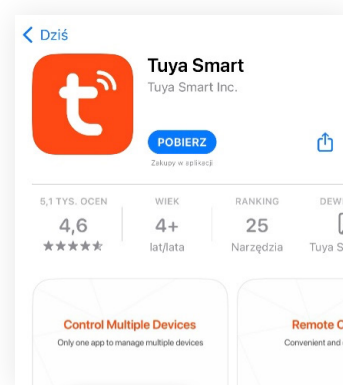 Dziś
Tuya Smart
Tuya Smart Inc.
POBIERZ
Zakupy w aplikacji
5,1 TYS. OCEN
WIEK
RANKING
4,6
4+
25
lat/lata
Narzędzia
Tuya S
Control Multiple Devices
Only one app to manage multiple devices
Remote
Convenient and